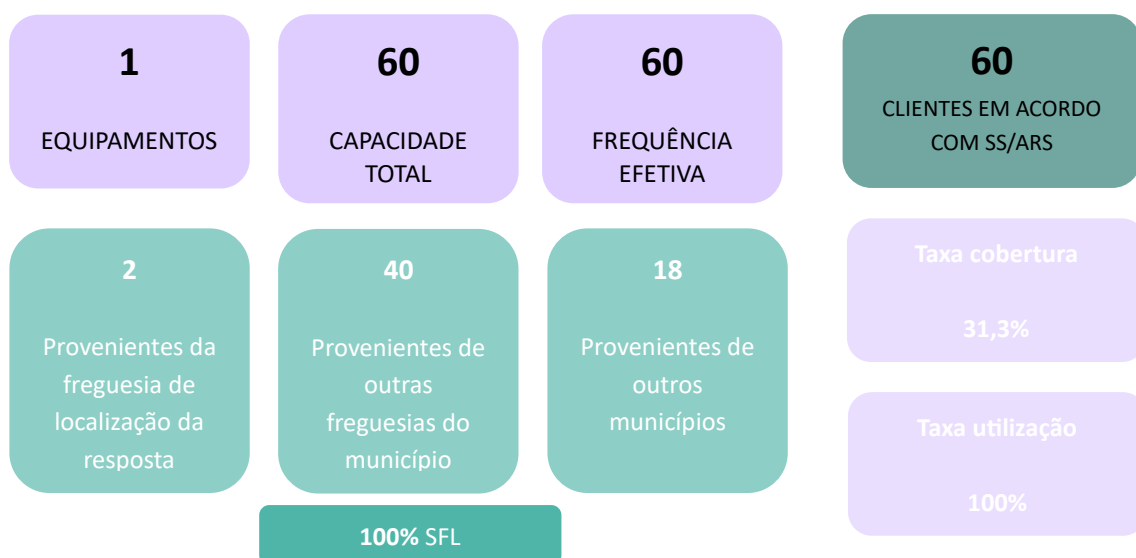 1
EQUIPAMENTOS
60
CAPACIDADE
TOTAL
60
FREQUÊNCIA
EFETIVA
60
CLIENTES EM ACORDO
COM SS/ARS
2
Provenientes da
freguesia de
localização da
resposta
40
Provenientes de
outras
freguesias do
município
18
Provenientes de
outros
municípios
Taxa cobertura
31,3%
Taxa utilização
100%
100% SFL